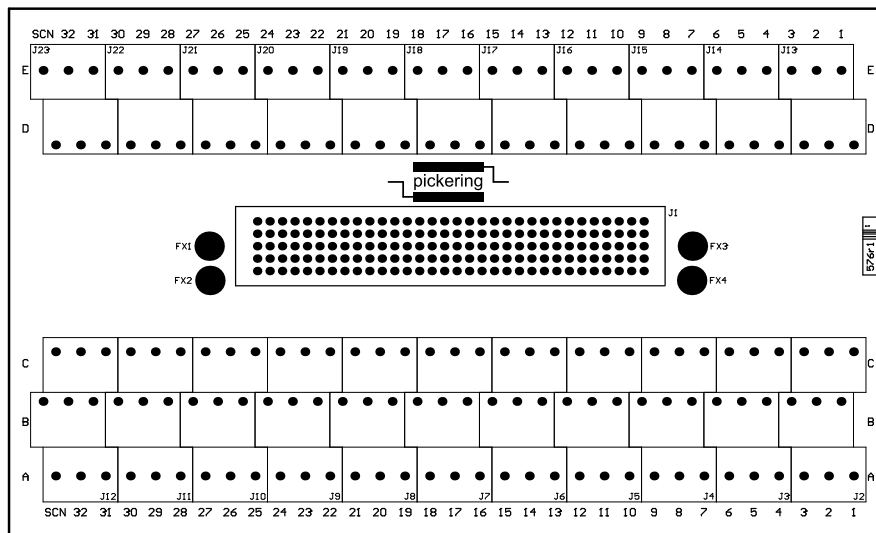 SCN 32 31 30 29 28 27 26 25 24 23 22 21 20 19 18 17 16 15 14 13 12 11 10 9 8 7 6 5 4 3 2 1
J23 J22 J21 J20 J19 J18 J17 J16 J15 J14 J13
E E
D D
pickering
J1
FX1 FX3
576r1
FX2 FX4
C C
B B
A A
J12 J11 J10 J9 J8 J7 J6 J5 J4 J3 J2
SCN 32 31 30 29 28 27 26 25 24 23 22 21 20 19 18 17 16 15 14 13 12 11 10 9 8 7 6 5 4 3 2 1